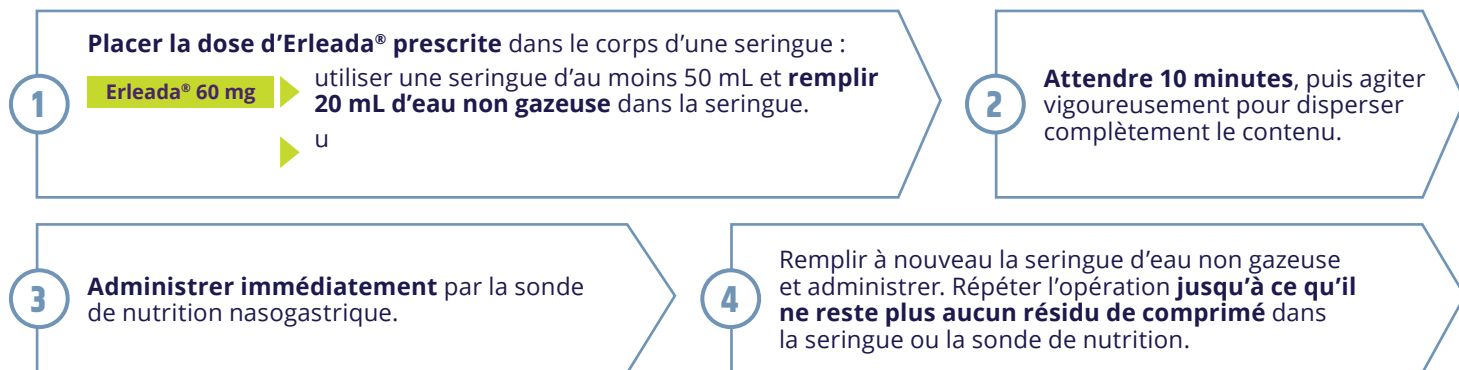 Placer la dose d’Erleada® prescrite dans le corps d’une seringue :
1
Erleada® 60 mg
utiliser une seringue d’au moins 50 mL et remplir
20 mL d’eau non gazeuse dans la seringue.
u
2
Attendre 10 minutes, puis agiter
vigoureusement pour disperser
complètement le contenu.
3
Administrer immédiatement par la sonde
de nutrition nasogastrique.
4
Remplir à nouveau la seringue d’eau non gazeuse
et administrer. Répéter l’opération jusqu’à ce qu’il
ne reste plus aucun résidu de comprimé dans
la seringue ou la sonde de nutrition.